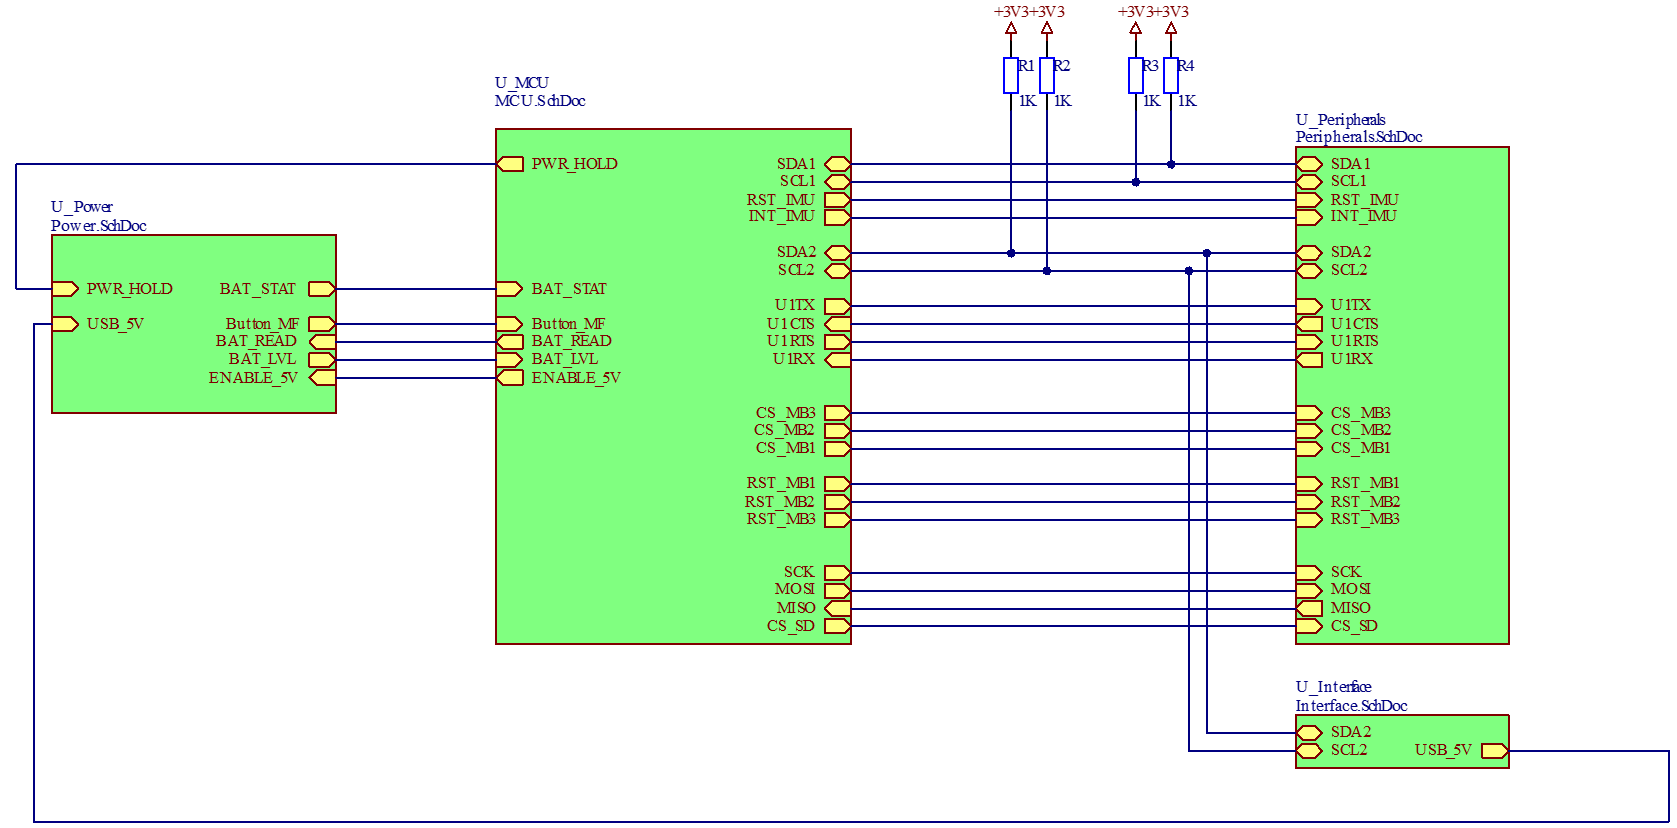 +3V3 +3V3 +3V3 +3V3
R1 R2 R3 R4
1K 1K 1K 1K
U_MCU
MCU.SchDoc
PWR_HOLD
BAT_STAT
Button_MF
BAT_READ
BAT_LVL
ENABLE_5V
SDA1
SCL1
RST_IMU
INT_IMU
SDA2
SCL2
U1TX
U1CTS
U1RTS
U1RX
CS_MB3
CS_MB2
CS_MB1
RST_MB1
RST_MB2
RST_MB3
SCK
MOSI
MISO
CS_SD
U_Power
Power.SchDoc
PWR_HOLD
USB_5V
BAT_STAT
Button_MF
BAT_READ
BAT_LVL
ENABLE_5V
U_Peripherals
Peripherals.SchDoc
SDA1
SCL1
RST_IMU
INT_IMU
SDA2
SCL2
U1TX
U1CTS
U1RTS
U1RX
CS_MB3
CS_MB2
CS_MB1
RST_MB1
RST_MB2
RST_MB3
SCK
MOSI
MISO
CS_SD
U_Interface
Interface.SchDoc
SDA2
SCL2
USB_5V